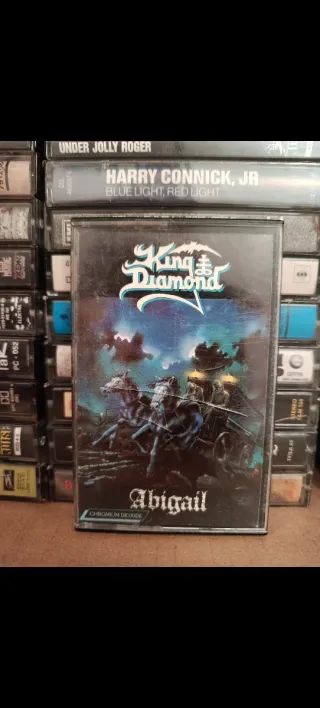 UNDER JOLLY ROGER
HARRY CONNICK, JR
BLUE LIGHT, RED LIGHT
King
Diamond
Abigail
CHROMIUM DIOXIDE